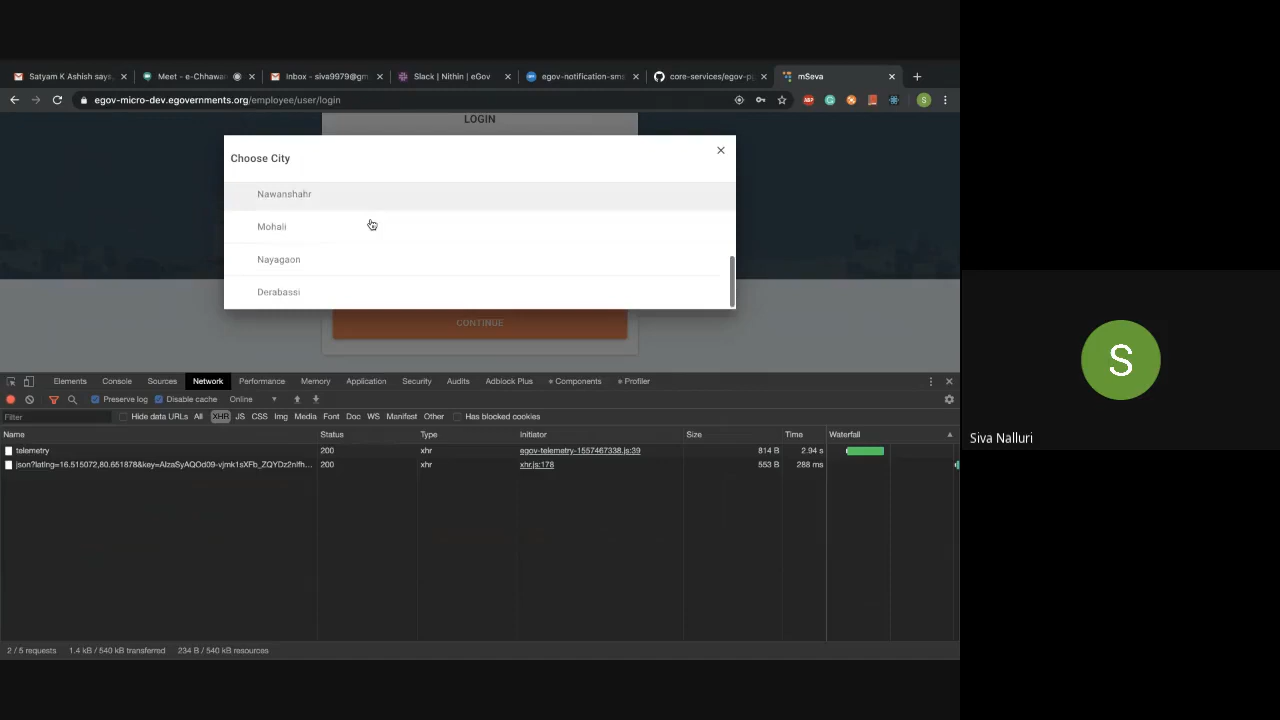 Satyam K Ashish says,
Meet – e-Chhawan
Inbox - siva9979@gm
Slack | Nithin | eGov
egov-notification-sms
core-services/egov-p
mSeva
egov-micro-dev.egovernments.org/employee/user/login
ABP
S
LOGIN
Choose City
Nawanshahr
Mohali
Nayagaon
Derabassi
CONTINUE
S
Siva Nalluri
Elements Console Sources Network Performance Memory Application Security Audits Adblock Plus Components Profiler
Preserve log Disable cache Online
Filter Hide data URLs All XHR JS CSS Img Media Font Doc WS Manifest Other Has blocked cookies
Name Status Type Initiator Size Time Waterfall
telemetry 200 xhr egov-telemetry-1557467338.js:39 814 B 2.94 s
200 xhr xhr.js:178 553 B 288 ms
2 / 5 requests 1.4 kB / 540 kB transferred 234 B / 540 kB resources